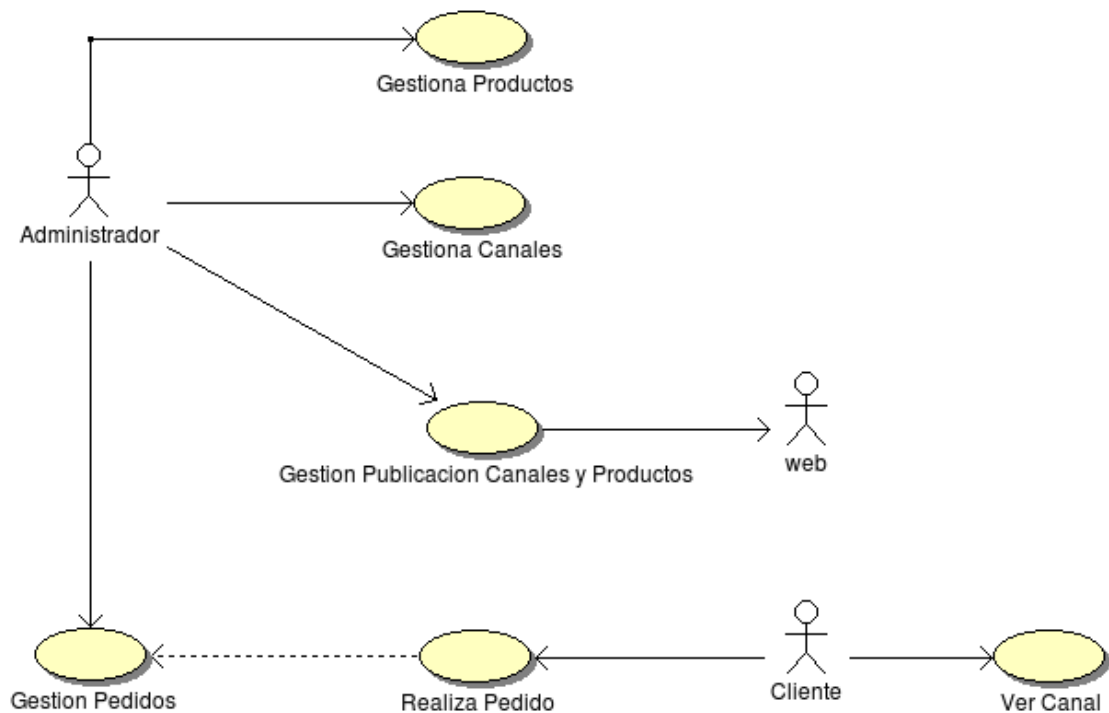 Gestiona Productos
Administrador
Gestiona Canales
Gestion Publicacion Canales y Productos
web
Gestion Pedidos
Realiza Pedido
Cliente
Ver Canal